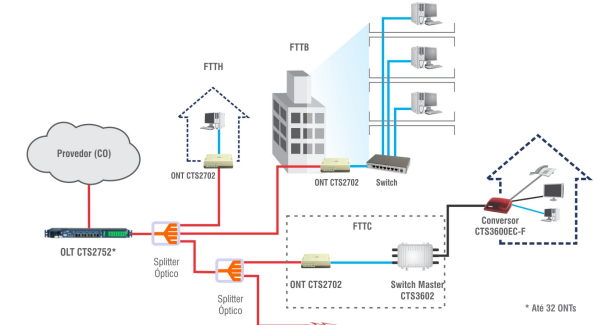 FTTB
FTTH
Provedor (CO)
ONT CTS2702
ONT CTS2702
Switch
OLT CTS2752*
Splitter
Óptico
FTTC
Conversor
CTS3600EC-F
Splitter
Óptico
ONT CTS2702
Switch Master
CTS3602
* Até 32 ONTs